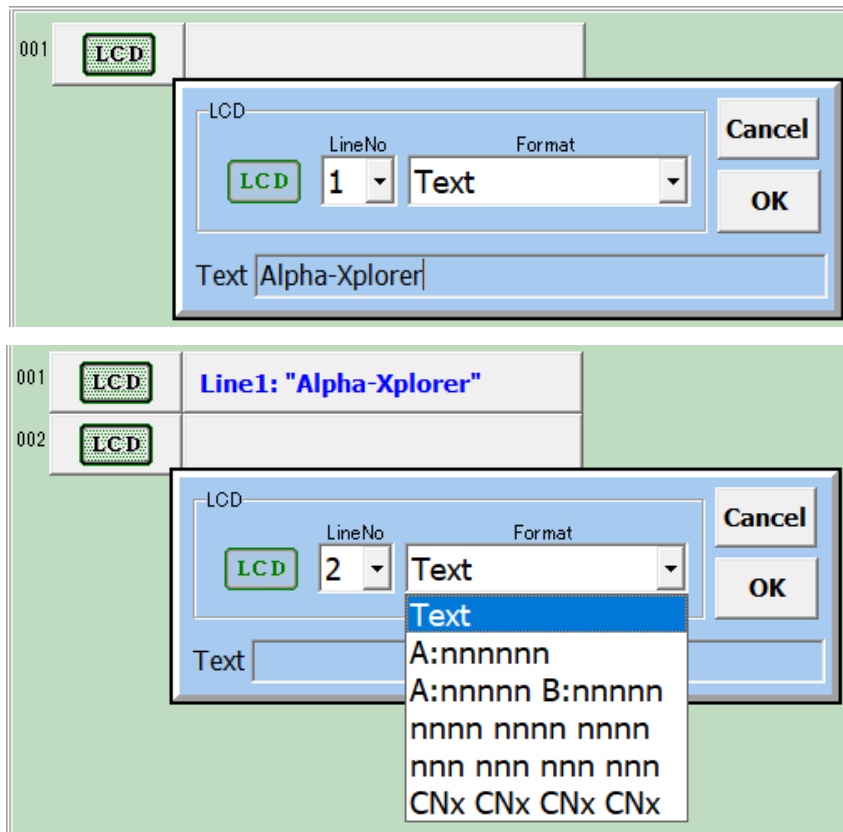 001 LCD
LCD
LineNo Format
Cancel
LCD 1 Text
OK
Text Alpha-Xplorer
001 LCD Line1: "Alpha-Xplorer"
002 LCD
LCD
LineNo Format
Cancel
LCD 2 Text
OK
Text
Text
A:nnnnnn
A:nnnnn B:nnnnn
nnnn nnnn nnnn
nnn nnn nnn nnn
CNx CNx CNx CNx